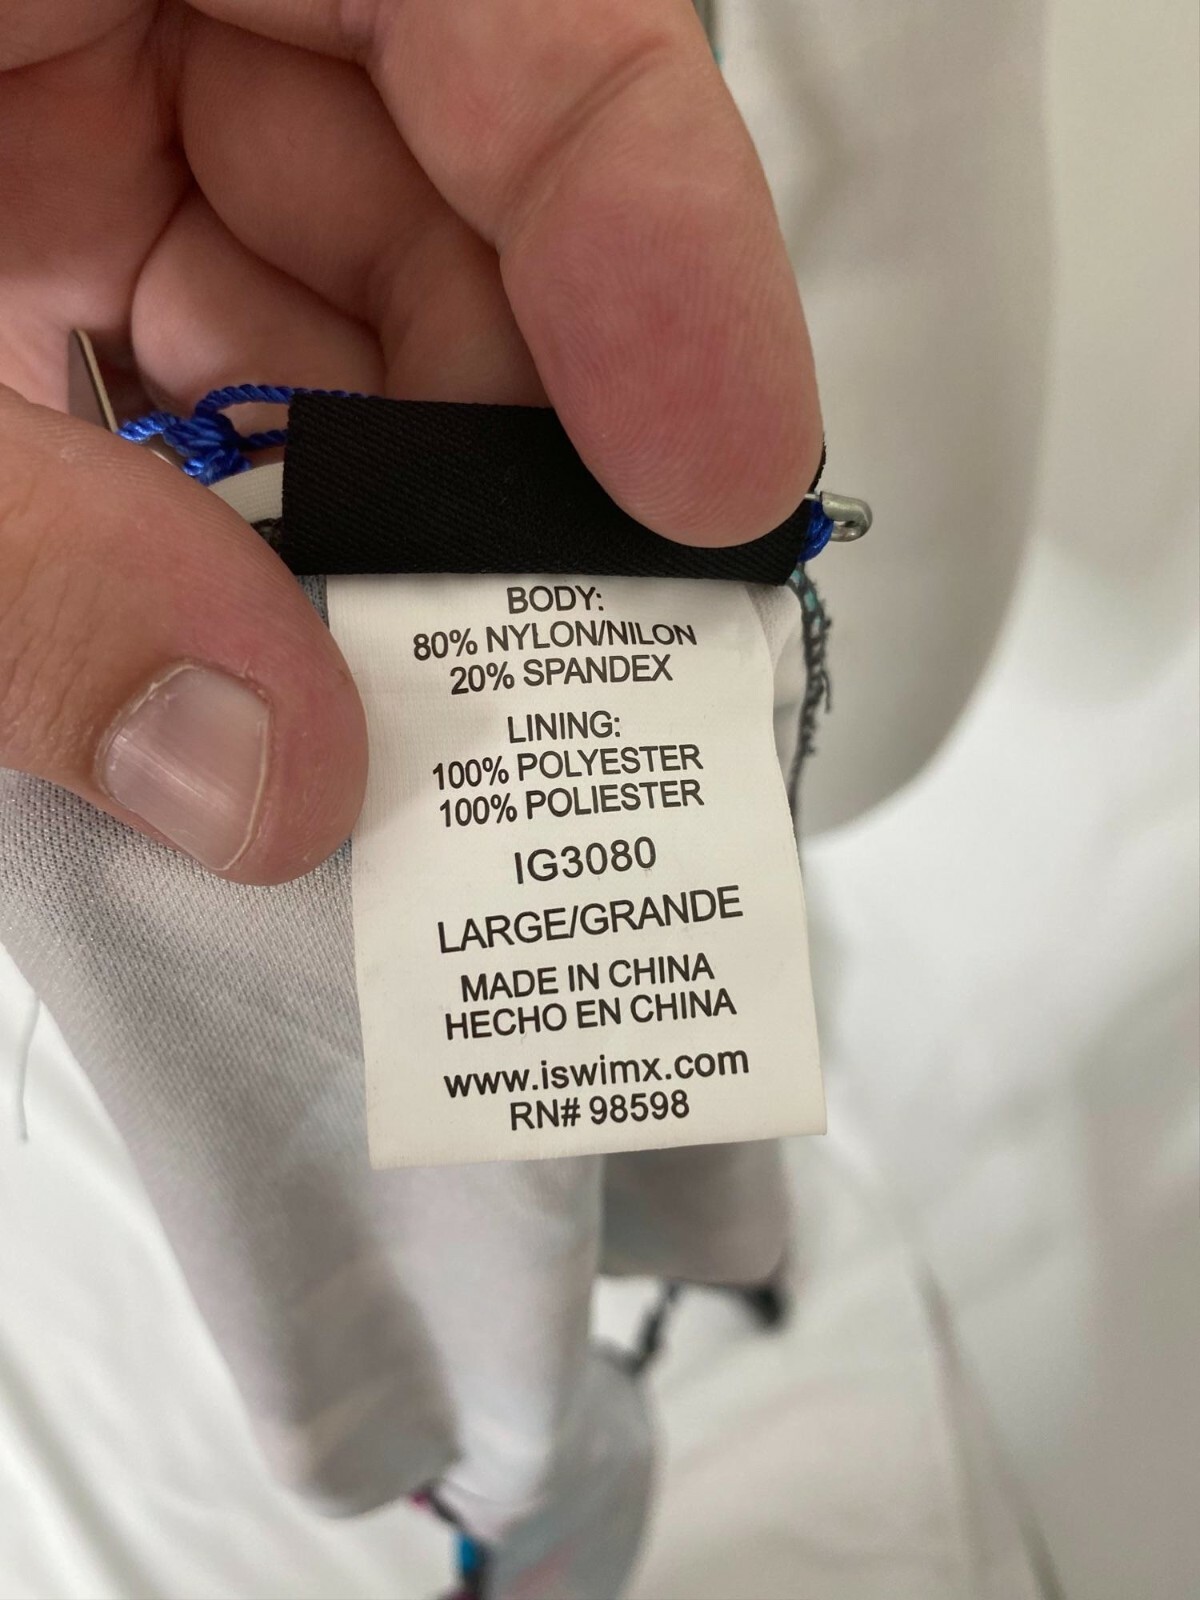 BODY:
80% NYLON/NILON
20% SPANDEX
LINING:
100% POLYESTER
100% POLIESTER
IG3080
LARGE/GRANDE
MADE IN CHINA
HECHO EN CHINA
www.iswimx.com
RN# 98598